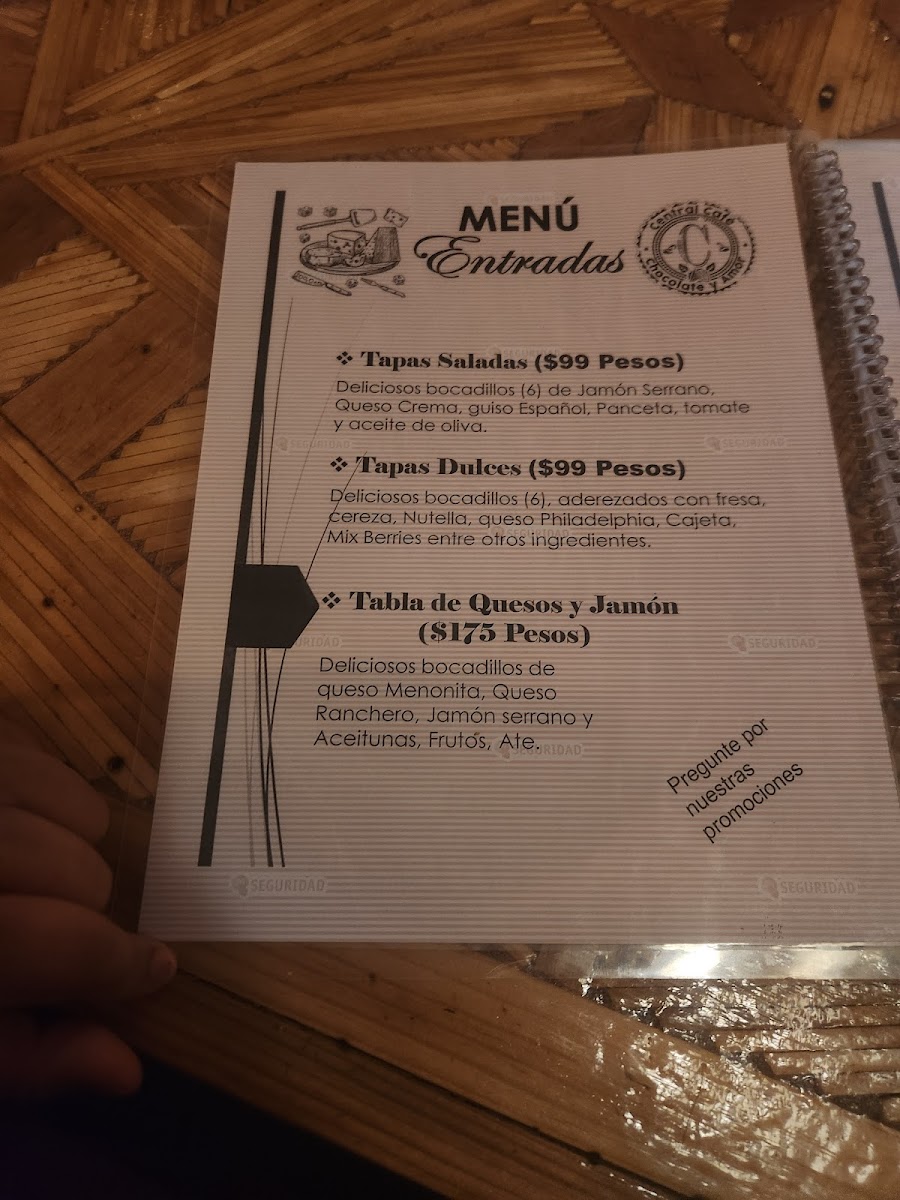 MENÚ
Entradas
Central Café
Chocolate y Amor
C
❖ Tapas Saladas ($99 Pesos)
Deliciosos bocadillos (6) de Jamón Serrano,
Queso Crema, guiso Español, Panceta, tomate
y aceite de oliva.
SEGURIDAD
SEGURIDAD
❖ Tapas Dulces ($99 Pesos)
Deliciosos bocadillos (6), aderezados con fresa,
cereza, Nutella, queso Philadelphia, Cajeta,
Mix Berries entre otros ingredientes.
❖ Tabla de Quesos y Jamón
($175 Pesos)
SEGURIDAD
Deliciosos bocadillos de
queso Menonita, Queso
Ranchero, Jamón serrano y
Aceitunas, Frutos, Ate.
SEGURIDAD
Pregunte por
nuestras
promociones
SEGURIDAD
SEGURIDAD